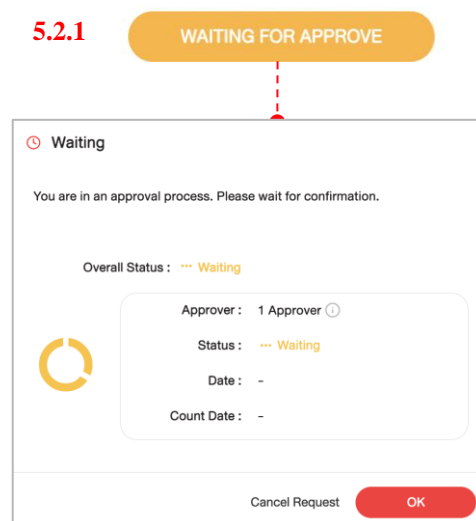 5.2.1
WAITING FOR APPROVE
Waiting
You are in an approval process. Please wait for confirmation.
Overall Status : ··· Waiting
Approver : 1 Approver
Status : ··· Waiting
Date : -
Count Date : -
Cancel Request OK